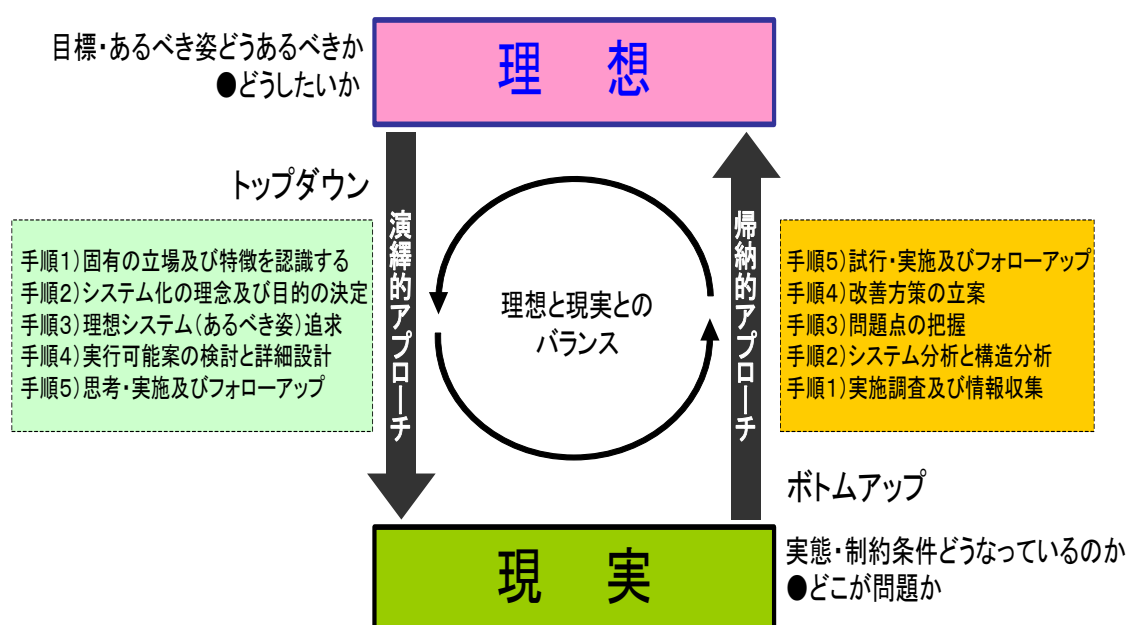 目標・あるべき姿どうあるべきか
●どうしたいか
理　想
トップダウン
演繹的アプローチ
手順1)固有の立場及び特徴を認識する
手順2)システム化の理念及び目的の決定
手順3)理想システム(あるべき姿)追求
手順4)実行可能案の検討と詳細設計
手順5)思考・実施及びフォローアップ
理想と現実との
バランス
帰納的アプローチ
手順5)試行・実施及びフォローアップ
手順4)改善方策の立案
手順3)問題点の把握
手順2)システム分析と構造分析
手順1)実施調査及び情報収集
ボトムアップ
現　実
実態・制約条件どうなっているのか
●どこが問題か